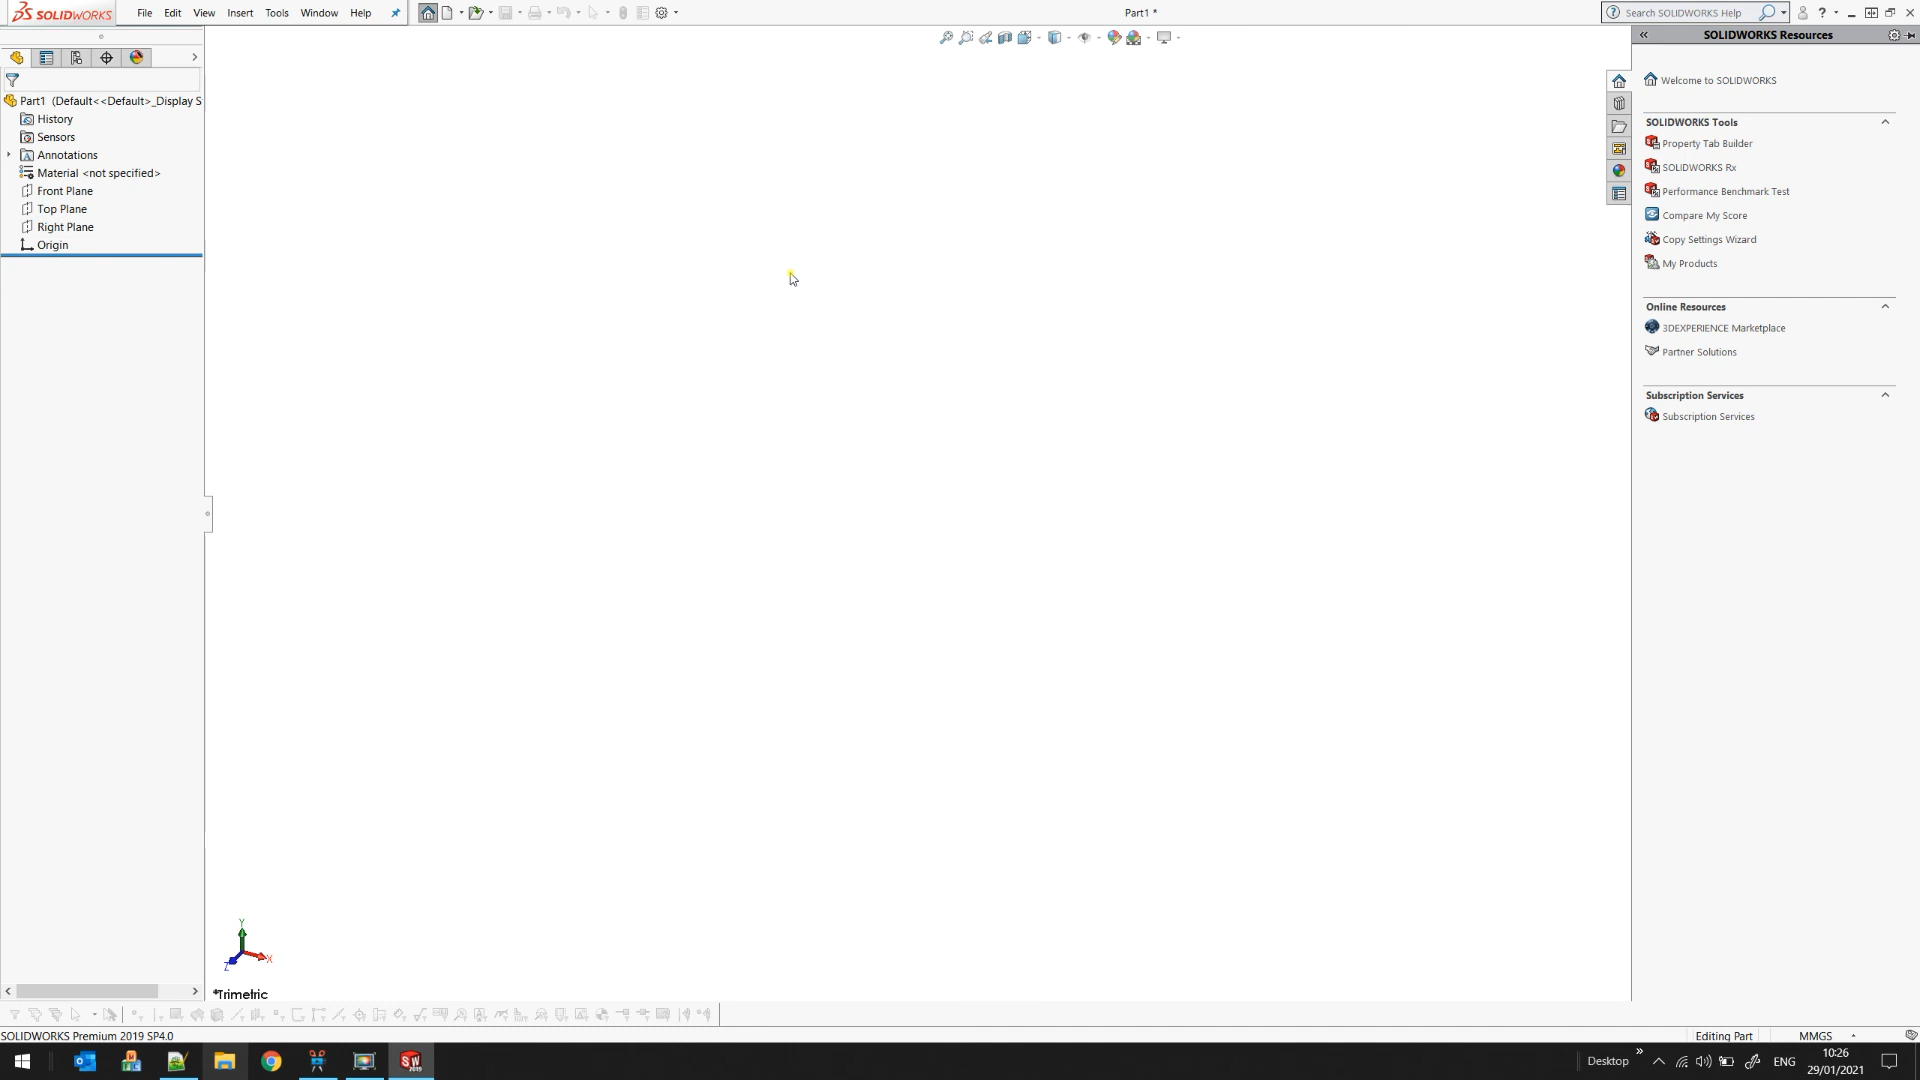 SOLIDWORKS
File Edit View Insert Tools Window Help
Part1 *
Search SOLIDWORKS Help
?
SOLIDWORKS Resources
Part1 (Default<<Default>_Display S
History
Sensors
Annotations
Material <not specified>
Front Plane
Top Plane
Right Plane
Origin
Welcome to SOLIDWORKS
SOLIDWORKS Tools
Property Tab Builder
SOLIDWORKS Rx
Performance Benchmark Test
Compare My Score
Copy Settings Wizard
My Products
Online Resources
3DEXPERIENCE Marketplace
Partner Solutions
Subscription Services
Subscription Services
Y
X
Z
*Trimetric
SOLIDWORKS Premium 2019 SP4.0
Editing Part
MMGS
SW
2019
Desktop
ENG
10:26
29/01/2021